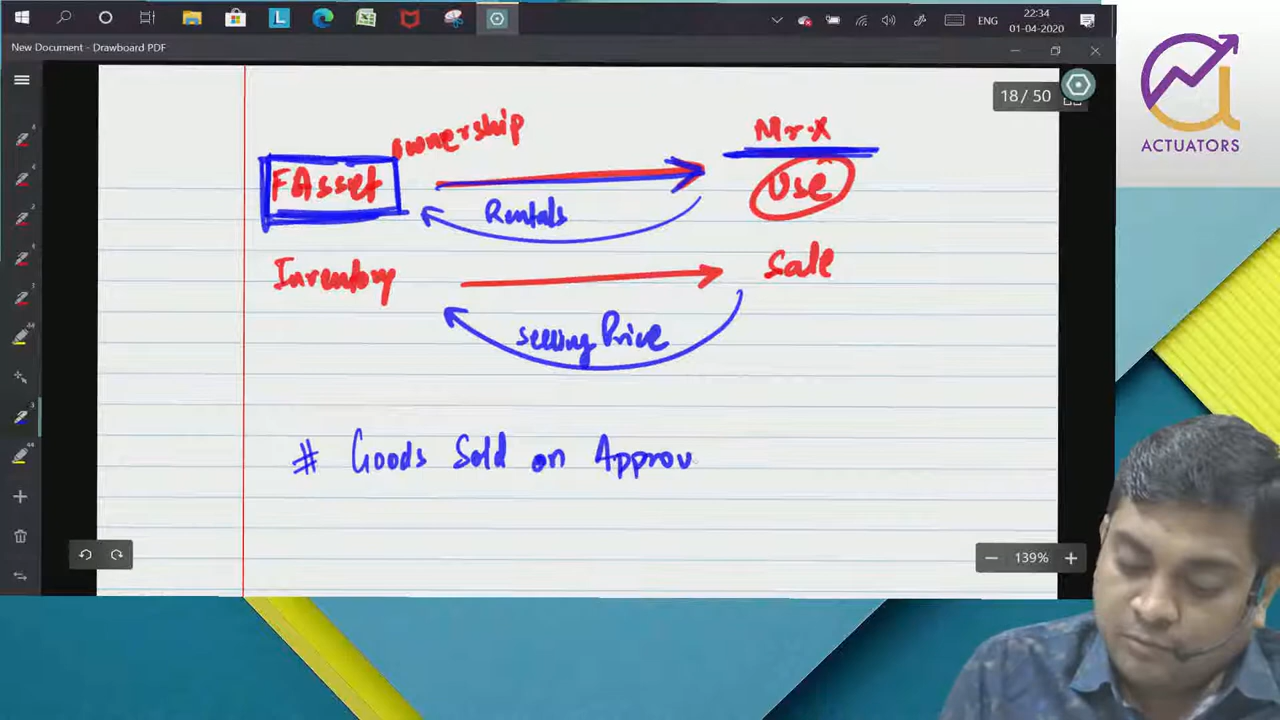 22:34
ENG
01-04-2020
New Document - Drawboard PDF
18 / 50
ACTUATORS
ownership
Mr. X
FAsset
Use
Rentals
Inventory
Sale
Selling Price
# Goods Sold on Approv
139%